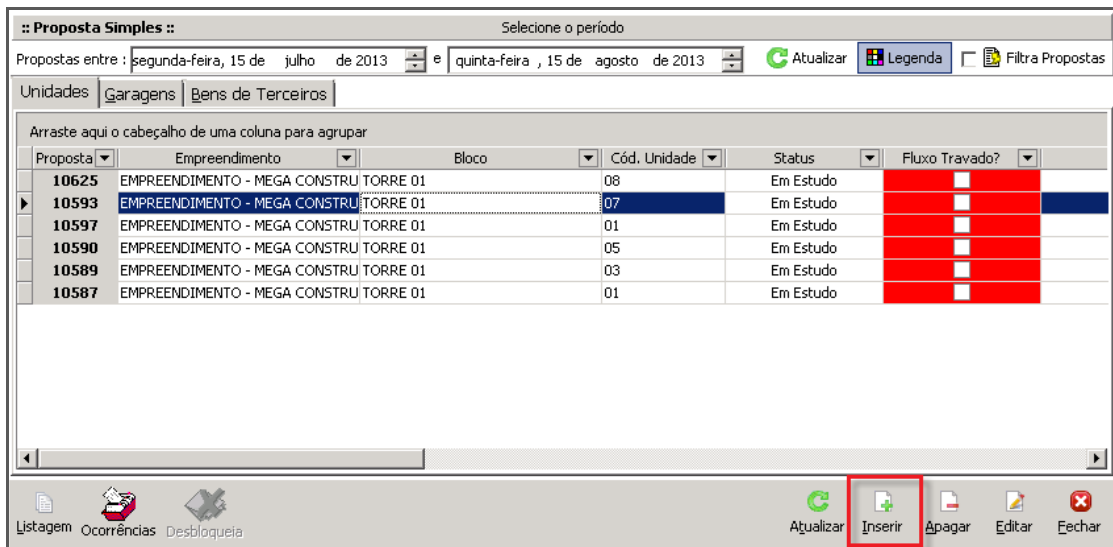 :: Proposta Simples :: Selecione o período
Propostas entre : segunda-feira, 15 de julho de 2013 e quinta-feira , 15 de agosto de 2013 Atualizar Legenda Filtra Propostas
Unidades Garagens Bens de Terceiros
Arraste aqui o cabeçalho de uma coluna para agrupar
Proposta Empreendimento Bloco Cód. Unidade Status Fluxo Travado?
10625 EMPREENDIMENTO - MEGA CONSTRU TORRE 01 08 Em Estudo
10593 EMPREENDIMENTO - MEGA CONSTRU TORRE 01 07 Em Estudo
10597 EMPREENDIMENTO - MEGA CONSTRU TORRE 01 01 Em Estudo
10590 EMPREENDIMENTO - MEGA CONSTRU TORRE 01 05 Em Estudo
10589 EMPREENDIMENTO - MEGA CONSTRU TORRE 01 03 Em Estudo
10587 EMPREENDIMENTO - MEGA CONSTRU TORRE 01 01 Em Estudo
Listagem Ocorrências Desbloqueia Atualizar Inserir Apagar Editar Fechar